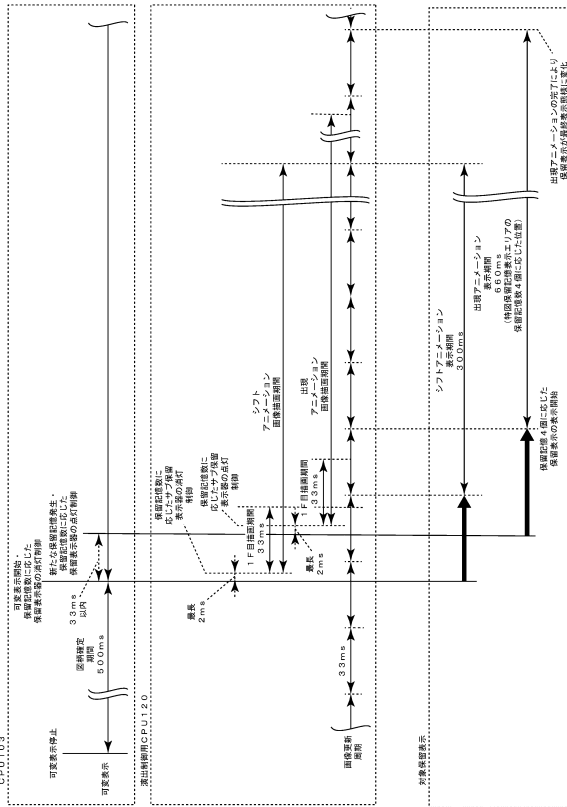 CPU103
可変表示停止
可変表示
図柄確定
期間
500ms
可変表示開始
保留記憶数に応じた
保留表示器の消灯制御
33ms
以内
新たな保留記憶発生・
保留記憶数に応じた
保留表示器の点灯制御
演出制御用CPU120
最長
2ms
保留記憶数に
応じたサブ保留
表示器の消灯
制御
保留記憶数に
応じたサブ保留
表示器の点灯
制御
1F目描画期間
33ms
シフト
アニメーション
画像描画期間
最長
2ms
1F目描画期間
33ms
出現
アニメーション
画像描画期間
画像更新
周期
33ms
対象保留表示
シフトアニメーション
表示期間
300ms
出現アニメーション
表示期間
660ms
(特図保留記憶表示エリアの
保留記憶数4個に応じた位置)
保留記憶4個に応じた
保留表示の表示開始
出現アニメーションの完了により
保留表示が最終表示態様に変化